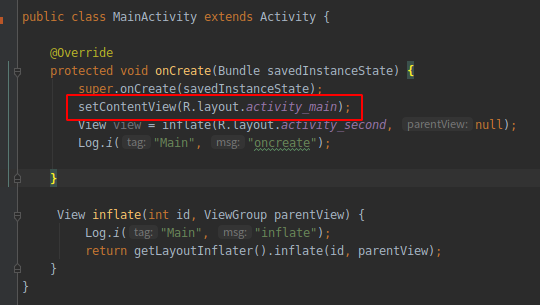 public class MainActivity extends Activity {
@Override
protected void onCreate(Bundle savedInstanceState) {
super.onCreate(savedInstanceState);
setContentView(R.layout.activity_main);
View view = inflate(R.layout.activity_second, parentView: null);
Log.i( tag: "Main", msg: "oncreate");
}
View inflate(int id, ViewGroup parentView) {
Log.i( tag: "Main", msg: "inflate");
return getLayoutInflater().inflate(id, parentView);
}
}